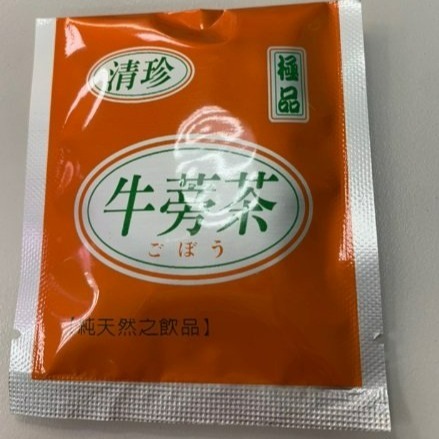 清珍
極品
牛蒡茶
ごぼう
【純天然之飲品】